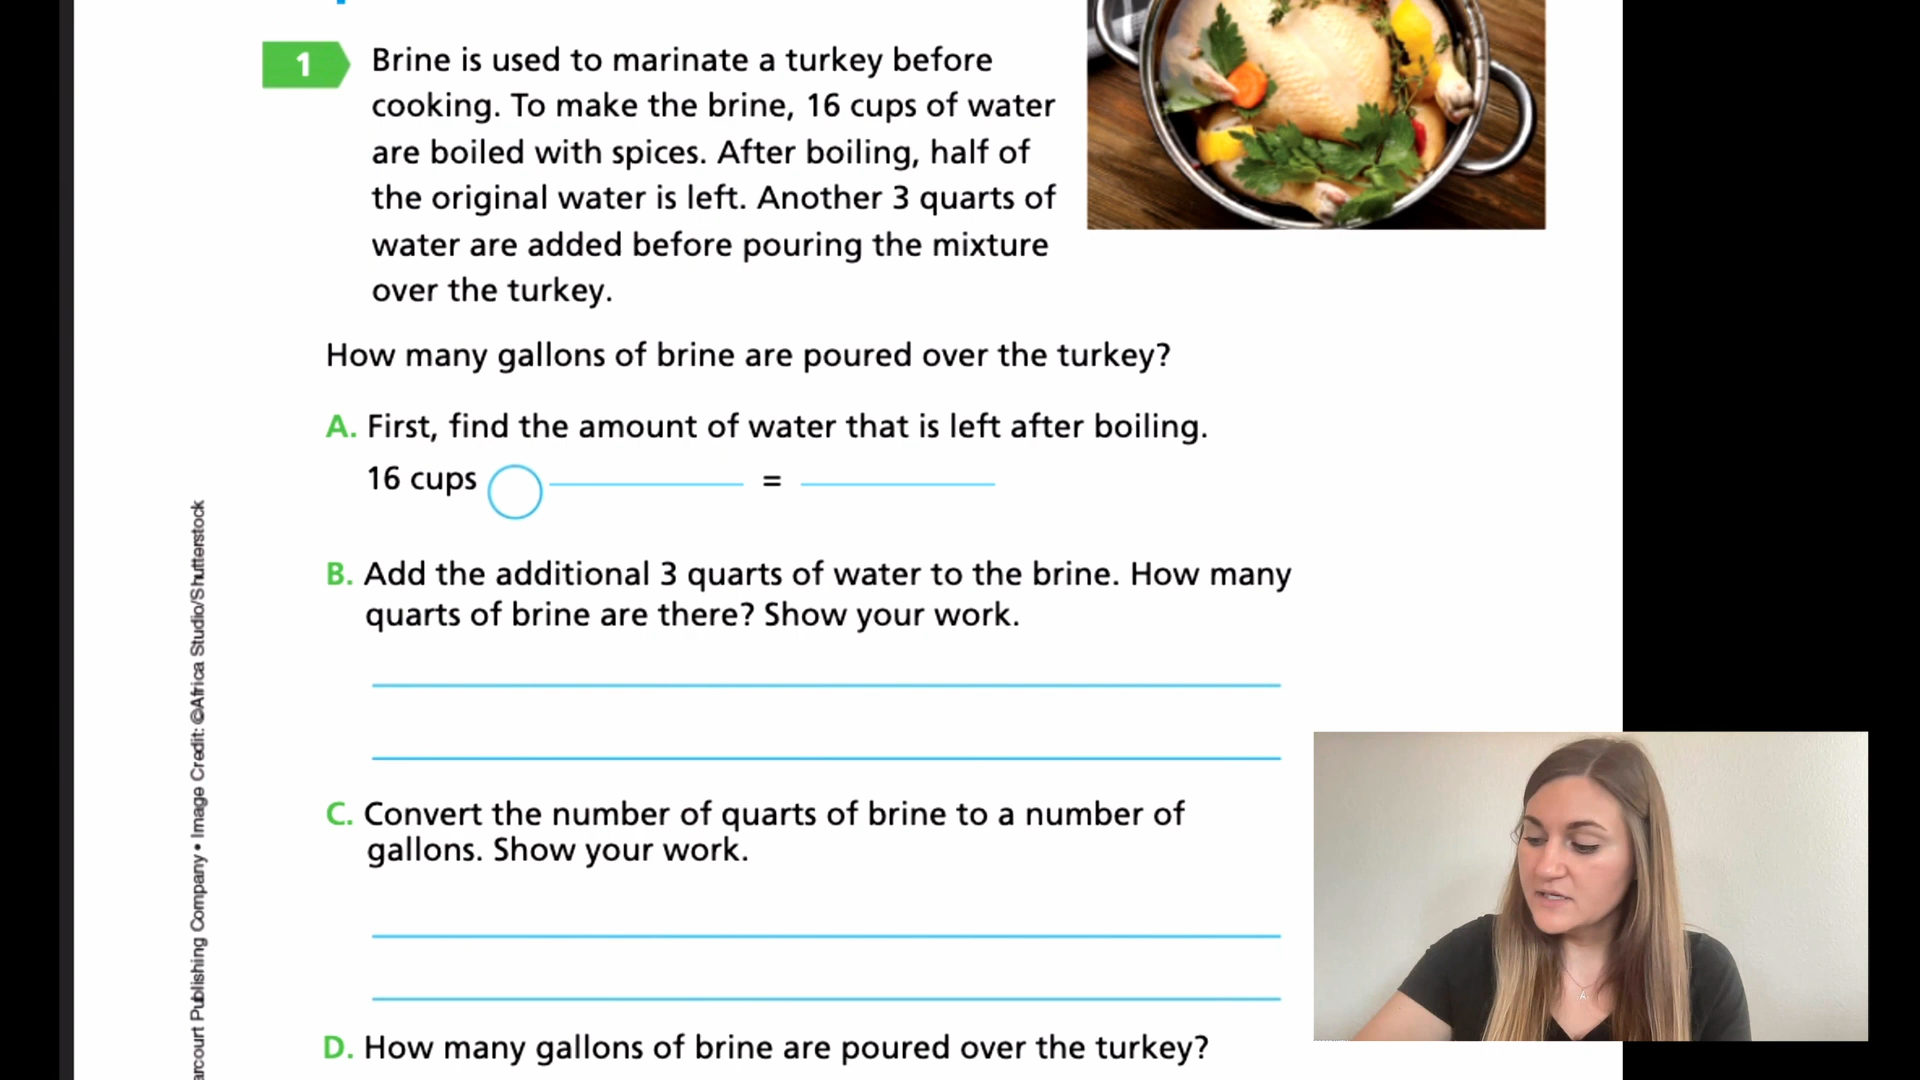 1
Brine is used to marinate a turkey before
cooking. To make the brine, 16 cups of water
are boiled with spices. After boiling, half of
the original water is left. Another 3 quarts of
water are added before pouring the mixture
over the turkey.
How many gallons of brine are poured over the turkey?
A. First, find the amount of water that is left after boiling.
16 cups =
B. Add the additional 3 quarts of water to the brine. How many
quarts of brine are there? Show your work.
C. Convert the number of quarts of brine to a number of
gallons. Show your work.
D. How many gallons of brine are poured over the turkey?
Publishing Company • Image Credit: ©Africa Studio/Shutterstock